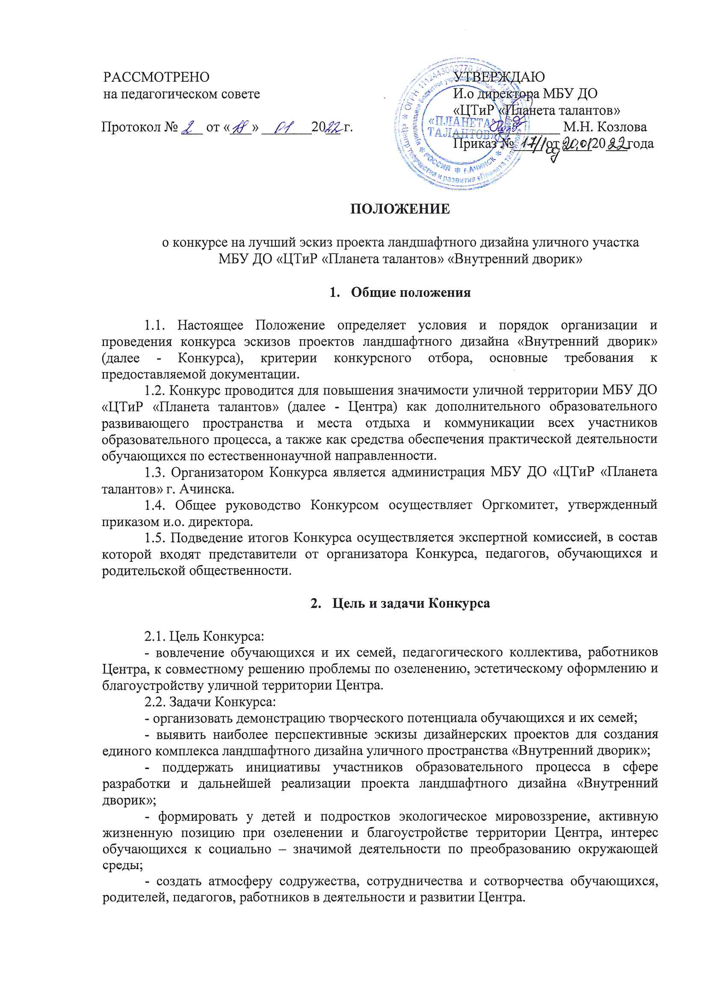 РАССМОТРЕНО
на педагогическом совете
Протокол № 2 от «18» 01 2022 г.
УТВЕРЖДАЮ
И.о директора МБУ ДО
«ЦТиР «Планета талантов»
М.Н. Козлова
Приказ № 17/1 от 20.01 2022 года
ОГРН 1112443002770
«ПЛАНЕТА
ТАЛАНТОВ»
РОССИЯ * г.АЧИНСК *
«Центр творчества и развития «Планета талантов»
ПОЛОЖЕНИЕ
о конкурсе на лучший эскиз проекта ландшафтного дизайна уличного участка
МБУ ДО «ЦТиР «Планета талантов» «Внутренний дворик»
1. Общие положения
1.1. Настоящее Положение определяет условия и порядок организации и
проведения конкурса эскизов проектов ландшафтного дизайна «Внутренний дворик»
(далее - Конкурса), критерии конкурсного отбора, основные требования к
предоставляемой документации.
1.2. Конкурс проводится для повышения значимости уличной территории МБУ ДО
«ЦТиР «Планета талантов» (далее - Центра) как дополнительного образовательного
развивающего пространства и места отдыха и коммуникации всех участников
образовательного процесса, а также как средства обеспечения практической деятельности
обучающихся по естественнонаучной направленности.
1.3. Организатором Конкурса является администрация МБУ ДО «ЦТиР «Планета
талантов» г. Ачинска.
1.4. Общее руководство Конкурсом осуществляет Оргкомитет, утвержденный
приказом и.о. директора.
1.5. Подведение итогов Конкурса осуществляется экспертной комиссией, в состав
которой входят представители от организатора Конкурса, педагогов, обучающихся и
родительской общественности.
2. Цель и задачи Конкурса
2.1. Цель Конкурса:
- вовлечение обучающихся и их семей, педагогического коллектива, работников
Центра, к совместному решению проблемы по озеленению, эстетическому оформлению и
благоустройству уличной территории Центра.
2.2. Задачи Конкурса:
- организовать демонстрацию творческого потенциала обучающихся и их семей;
- выявить наиболее перспективные эскизы дизайнерских проектов для создания
единого комплекса ландшафтного дизайна уличного пространства «Внутренний дворик»;
- поддержать инициативы участников образовательного процесса в сфере
разработки и дальнейшей реализации проекта ландшафтного дизайна «Внутренний
дворик»;
- формировать у детей и подростков экологическое мировоззрение, активную
жизненную позицию при озеленении и благоустройстве территории Центра, интерес
обучающихся к социально – значимой деятельности по преобразованию окружающей
среды;
- создать атмосферу содружества, сотрудничества и сотворчества обучающихся,
родителей, педагогов, работников в деятельности и развитии Центра.